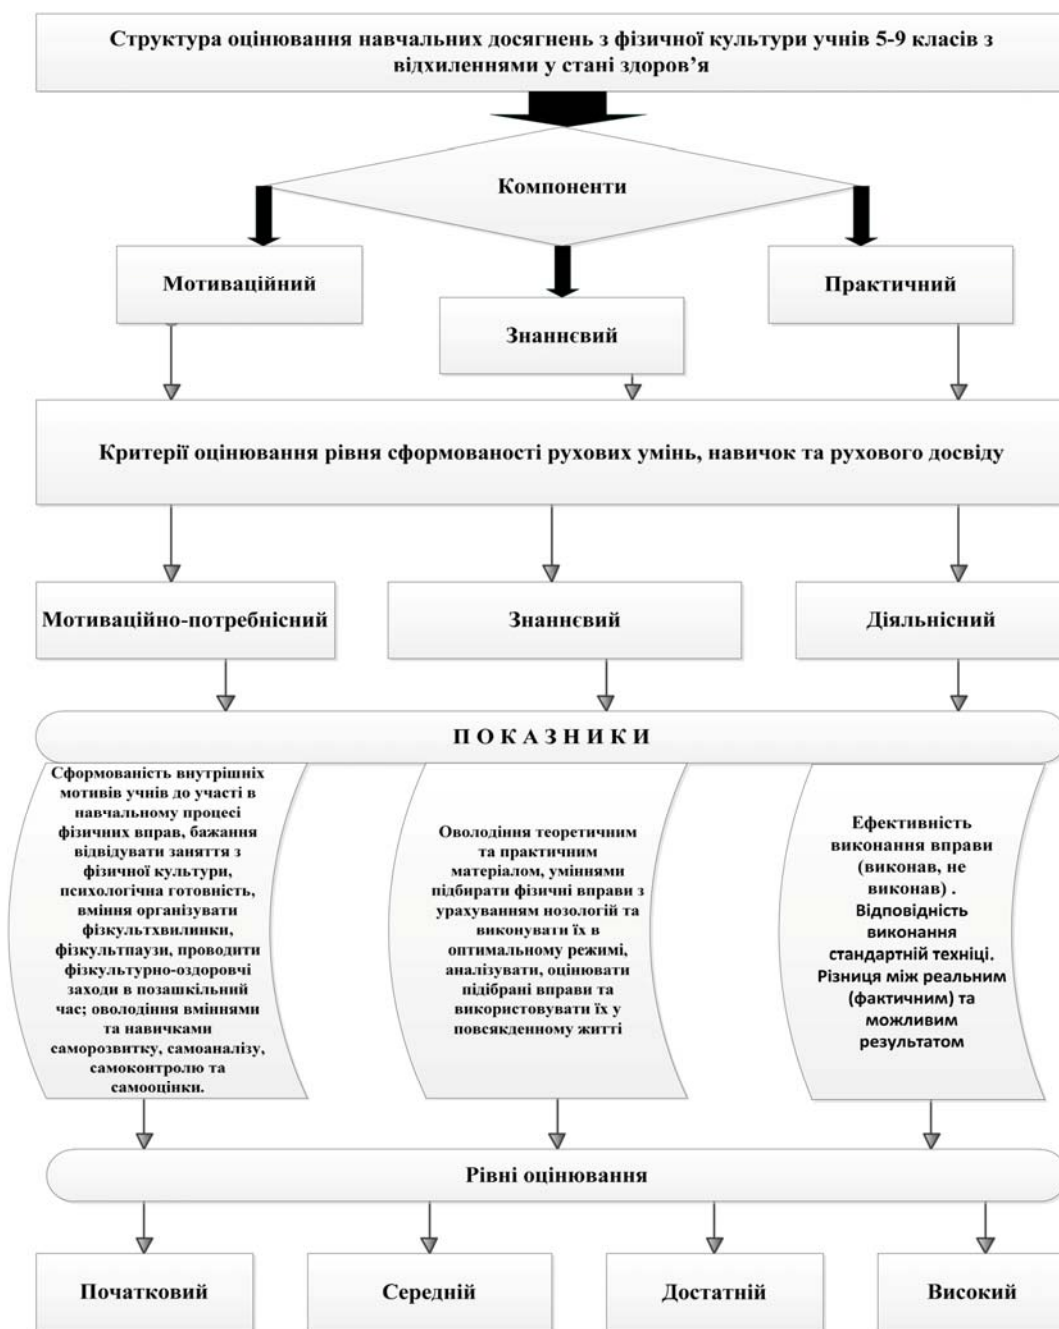 Структура оцінювання навчальних досягнень з фізичної культури учнів 5-9 класів з
відхиленнями у стані здоров’я
Компоненти
Мотиваційний
Знаннєвий
Практичний
Критерії оцінювання рівня сформованості рухових умінь, навичок та рухового досвіду
Мотиваційно-потребнісний
Знаннєвий
Діяльнісний
П О К А З Н И К И
Сформованість внутрішніх
мотивів учнів до участі в
навчальному процесі
фізичних вправ, бажання
відвідувати заняття з
фізичної культури,
психологічна готовність,
вміння організувати
фізкультхвилинки,
фізкультпаузи, проводити
фізкультурно-оздоровчі
заходи в позашкільний
час; оволодіння вміннями
та навичками
саморозвитку, самоаналізу,
самоконтролю та
самооцінки.
Оволодіння теоретичним
та практичним
матеріалом, уміннями
підбирати фізичні вправи з
урахуванням нозологій та
виконувати їх в
оптимальному режимі,
аналізувати, оцінювати
підібрані вправи та
використовувати їх у
повсякденному житті
Ефективність
виконання вправи
(виконав, не
виконав) .
Відповідність
виконання
стандартній техніці.
Різниця між реальним
(фактичним) та
можливим
результатом
Рівні оцінювання
Початковий
Середній
Достатній
Високий